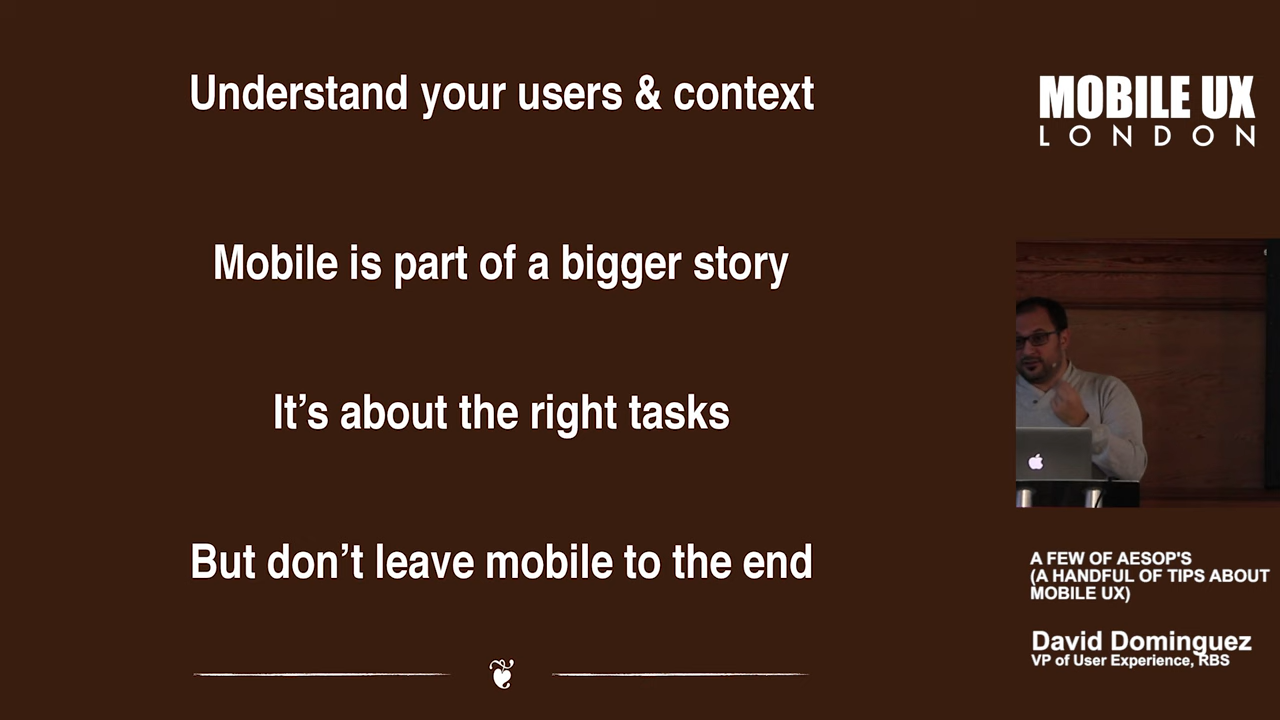 Understand your users & context
Mobile is part of a bigger story
It’s about the right tasks
But don’t leave mobile to the end
MOBILE UX
LONDON
A FEW OF AESOP'S
(A HANDFUL OF TIPS ABOUT
MOBILE UX)
David Dominguez
VP of User Experience, RBS